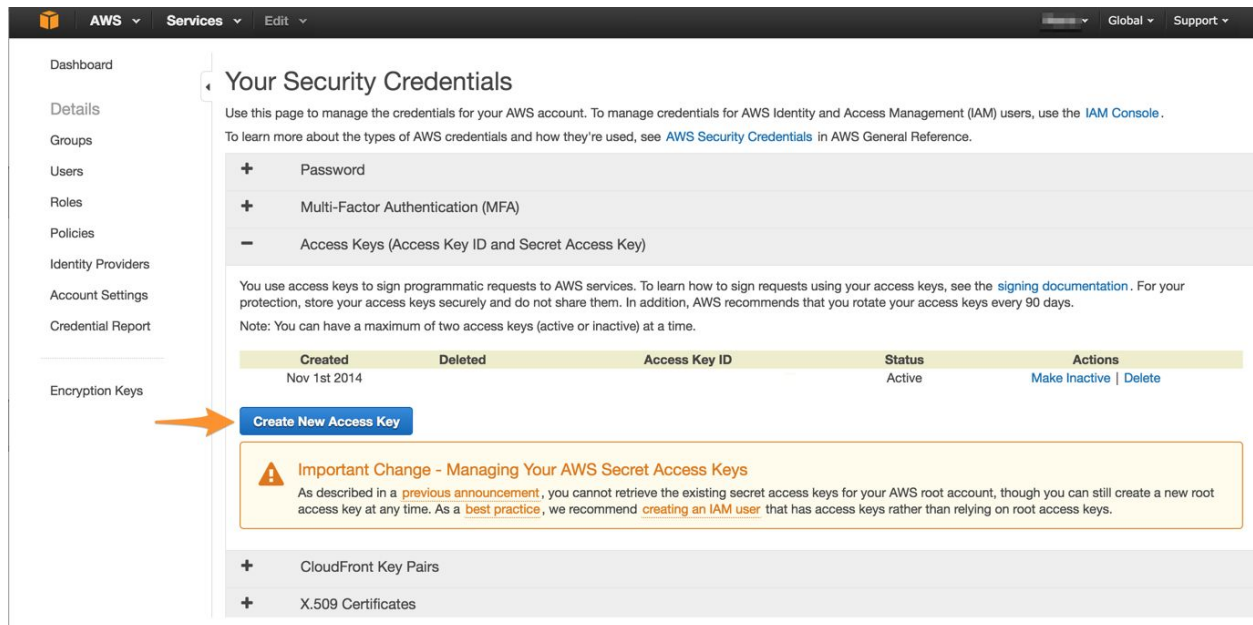 AWS Services Edit Global Support
Dashboard
Details
Groups
Users
Roles
Policies
Identity Providers
Account Settings
Credential Report
Encryption Keys
Your Security Credentials
Use this page to manage the credentials for your AWS account. To manage credentials for AWS Identity and Access Management (IAM) users, use the IAM Console.
To learn more about the types of AWS credentials and how they're used, see AWS Security Credentials in AWS General Reference.
+ Password
+ Multi-Factor Authentication (MFA)
− Access Keys (Access Key ID and Secret Access Key)
You use access keys to sign programmatic requests to AWS services. To learn how to sign requests using your access keys, see the signing documentation. For your
protection, store your access keys securely and do not share them. In addition, AWS recommends that you rotate your access keys every 90 days.
Note: You can have a maximum of two access keys (active or inactive) at a time.
Created Deleted Access Key ID Status Actions
Nov 1st 2014 Active Make Inactive | Delete
Create New Access Key
Important Change - Managing Your AWS Secret Access Keys
As described in a previous announcement, you cannot retrieve the existing secret access keys for your AWS root account, though you can still create a new root
access key at any time. As a best practice, we recommend creating an IAM user that has access keys rather than relying on root access keys.
+ CloudFront Key Pairs
+ X.509 Certificates